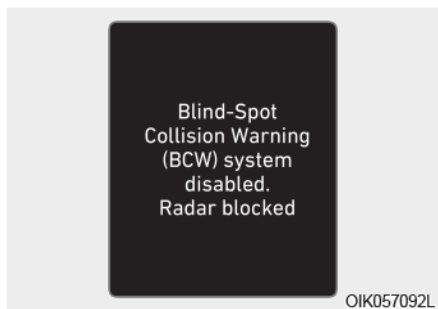 Blind-Spot
Collision Warning
(BCW) system
disabled.
Radar blocked
OIK057092L